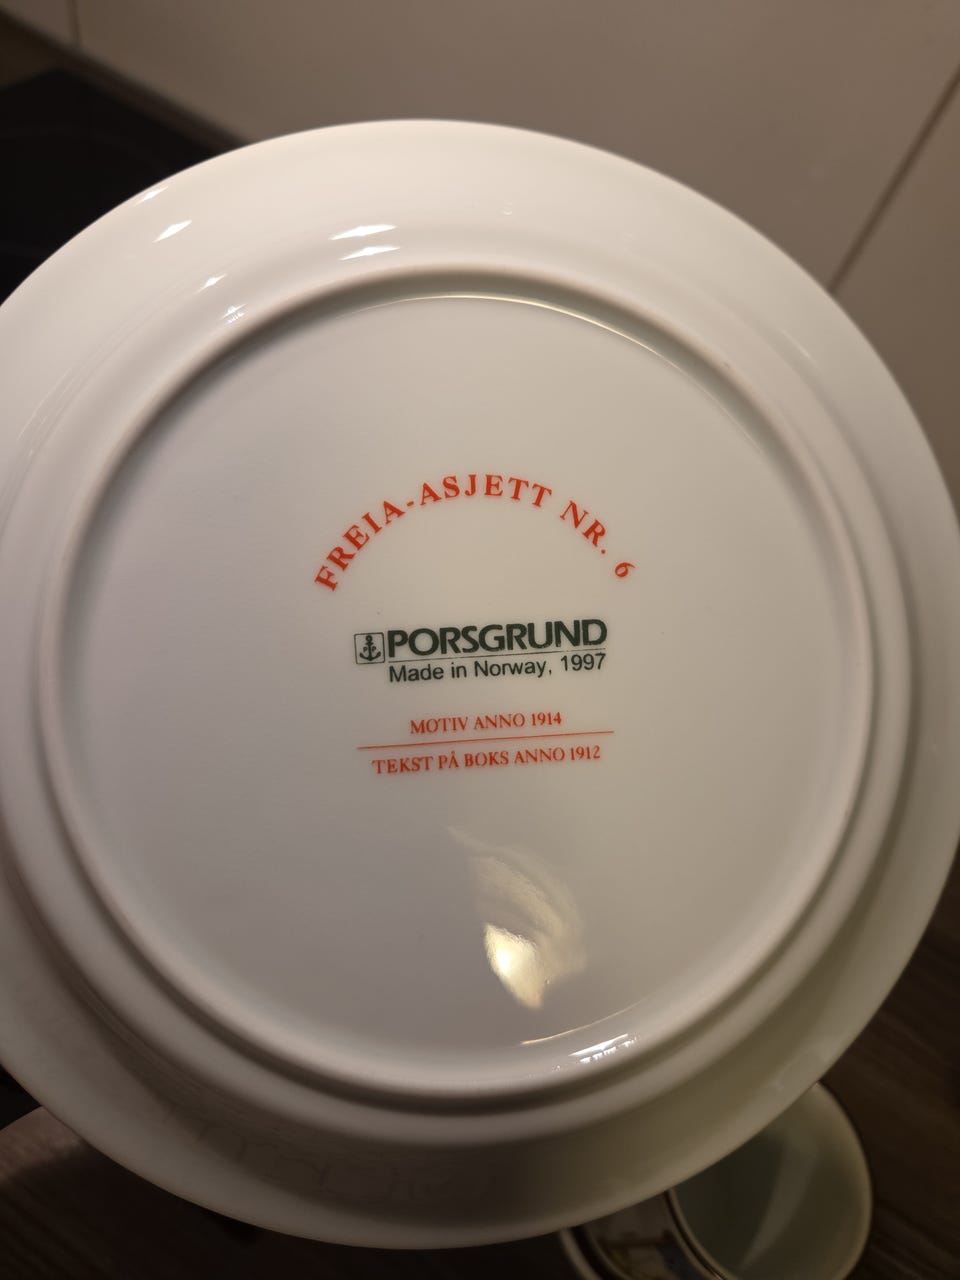 FREIA-ASJETT NR. 6
PORSGRUND
Made in Norway, 1997
MOTIV ANNO 1914
TEKST PÅ BOKS ANNO 1912